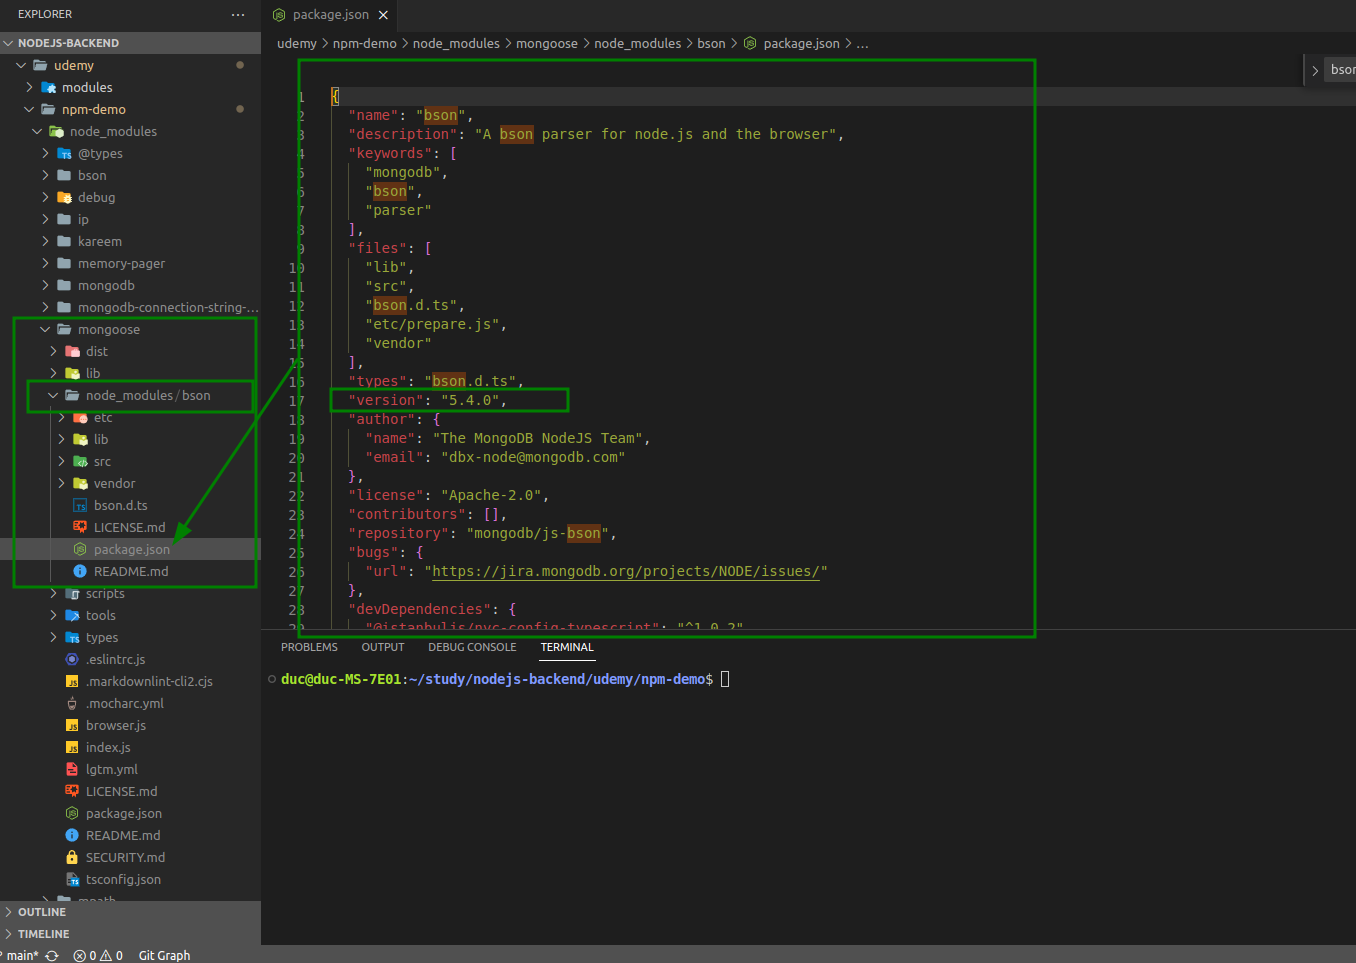 EXPLORER
package.json
NODEJS-BACKEND
udemy
modules
npm-demo
node_modules
@types
bson
debug
ip
kareem
memory-pager
mongodb
mongodb-connection-string-...
mongoose
dist
lib
node_modules/bson
etc
lib
src
vendor
bson.d.ts
LICENSE.md
package.json
README.md
scripts
tools
types
.eslintrc.js
.markdownlint-cli2.cjs
.mocharc.yml
browser.js
index.js
lgtm.yml
LICENSE.md
package.json
README.md
SECURITY.md
tsconfig.json
mpath
OUTLINE
TIMELINE
udemy > npm-demo > node_modules > mongoose > node_modules > bson > package.json > ...
> bson
1 {
2 "name": "bson",
3 "description": "A bson parser for node.js and the browser",
4 "keywords": [
5 "mongodb",
6 "bson",
7 "parser"
8 ],
9 "files": [
10 "lib",
11 "src",
12 "bson.d.ts",
13 "etc/prepare.js",
14 "vendor"
15 ],
16 "types": "bson.d.ts",
17 "version": "5.4.0",
18 "author": {
19 "name": "The MongoDB NodeJS Team",
20 "email": "dbx-node@mongodb.com"
21 },
22 "license": "Apache-2.0",
23 "contributors": [],
24 "repository": "mongodb/js-bson",
25 "bugs": {
26 "url": "https://jira.mongodb.org/projects/NODE/issues/"
27 },
28 "devDependencies": {
29 "@istanbuljs/nyc-config-typescript": "^1.0.2"
PROBLEMS OUTPUT DEBUG CONSOLE TERMINAL
duc@duc-MS-7E01:~/study/nodejs-backend/udemy/npm-demo$
main* 0 0 Git Graph